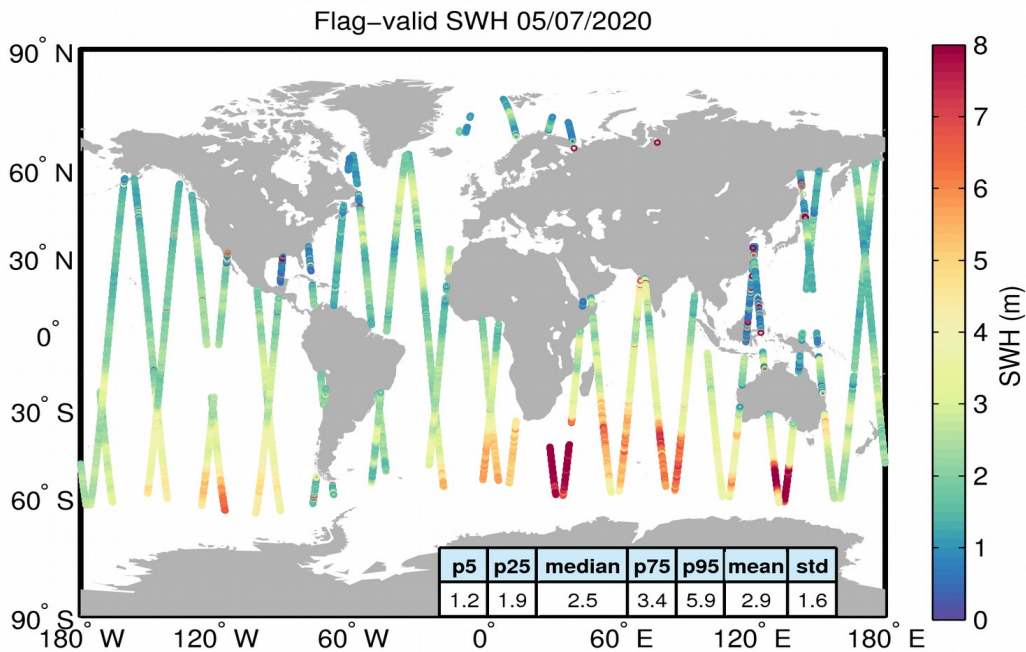 Flag−valid SWH 05/07/2020
90° N
60° N
30° N
0°
30° S
60° S
90° S
180° W
120° W
60° W
0°
60° E
120° E
180° E
8
7
6
5
4
3
2
1
0
SWH (m)
p5 p25 median p75 p95 mean std
1.2 1.9 2.5 3.4 5.9 2.9 1.6